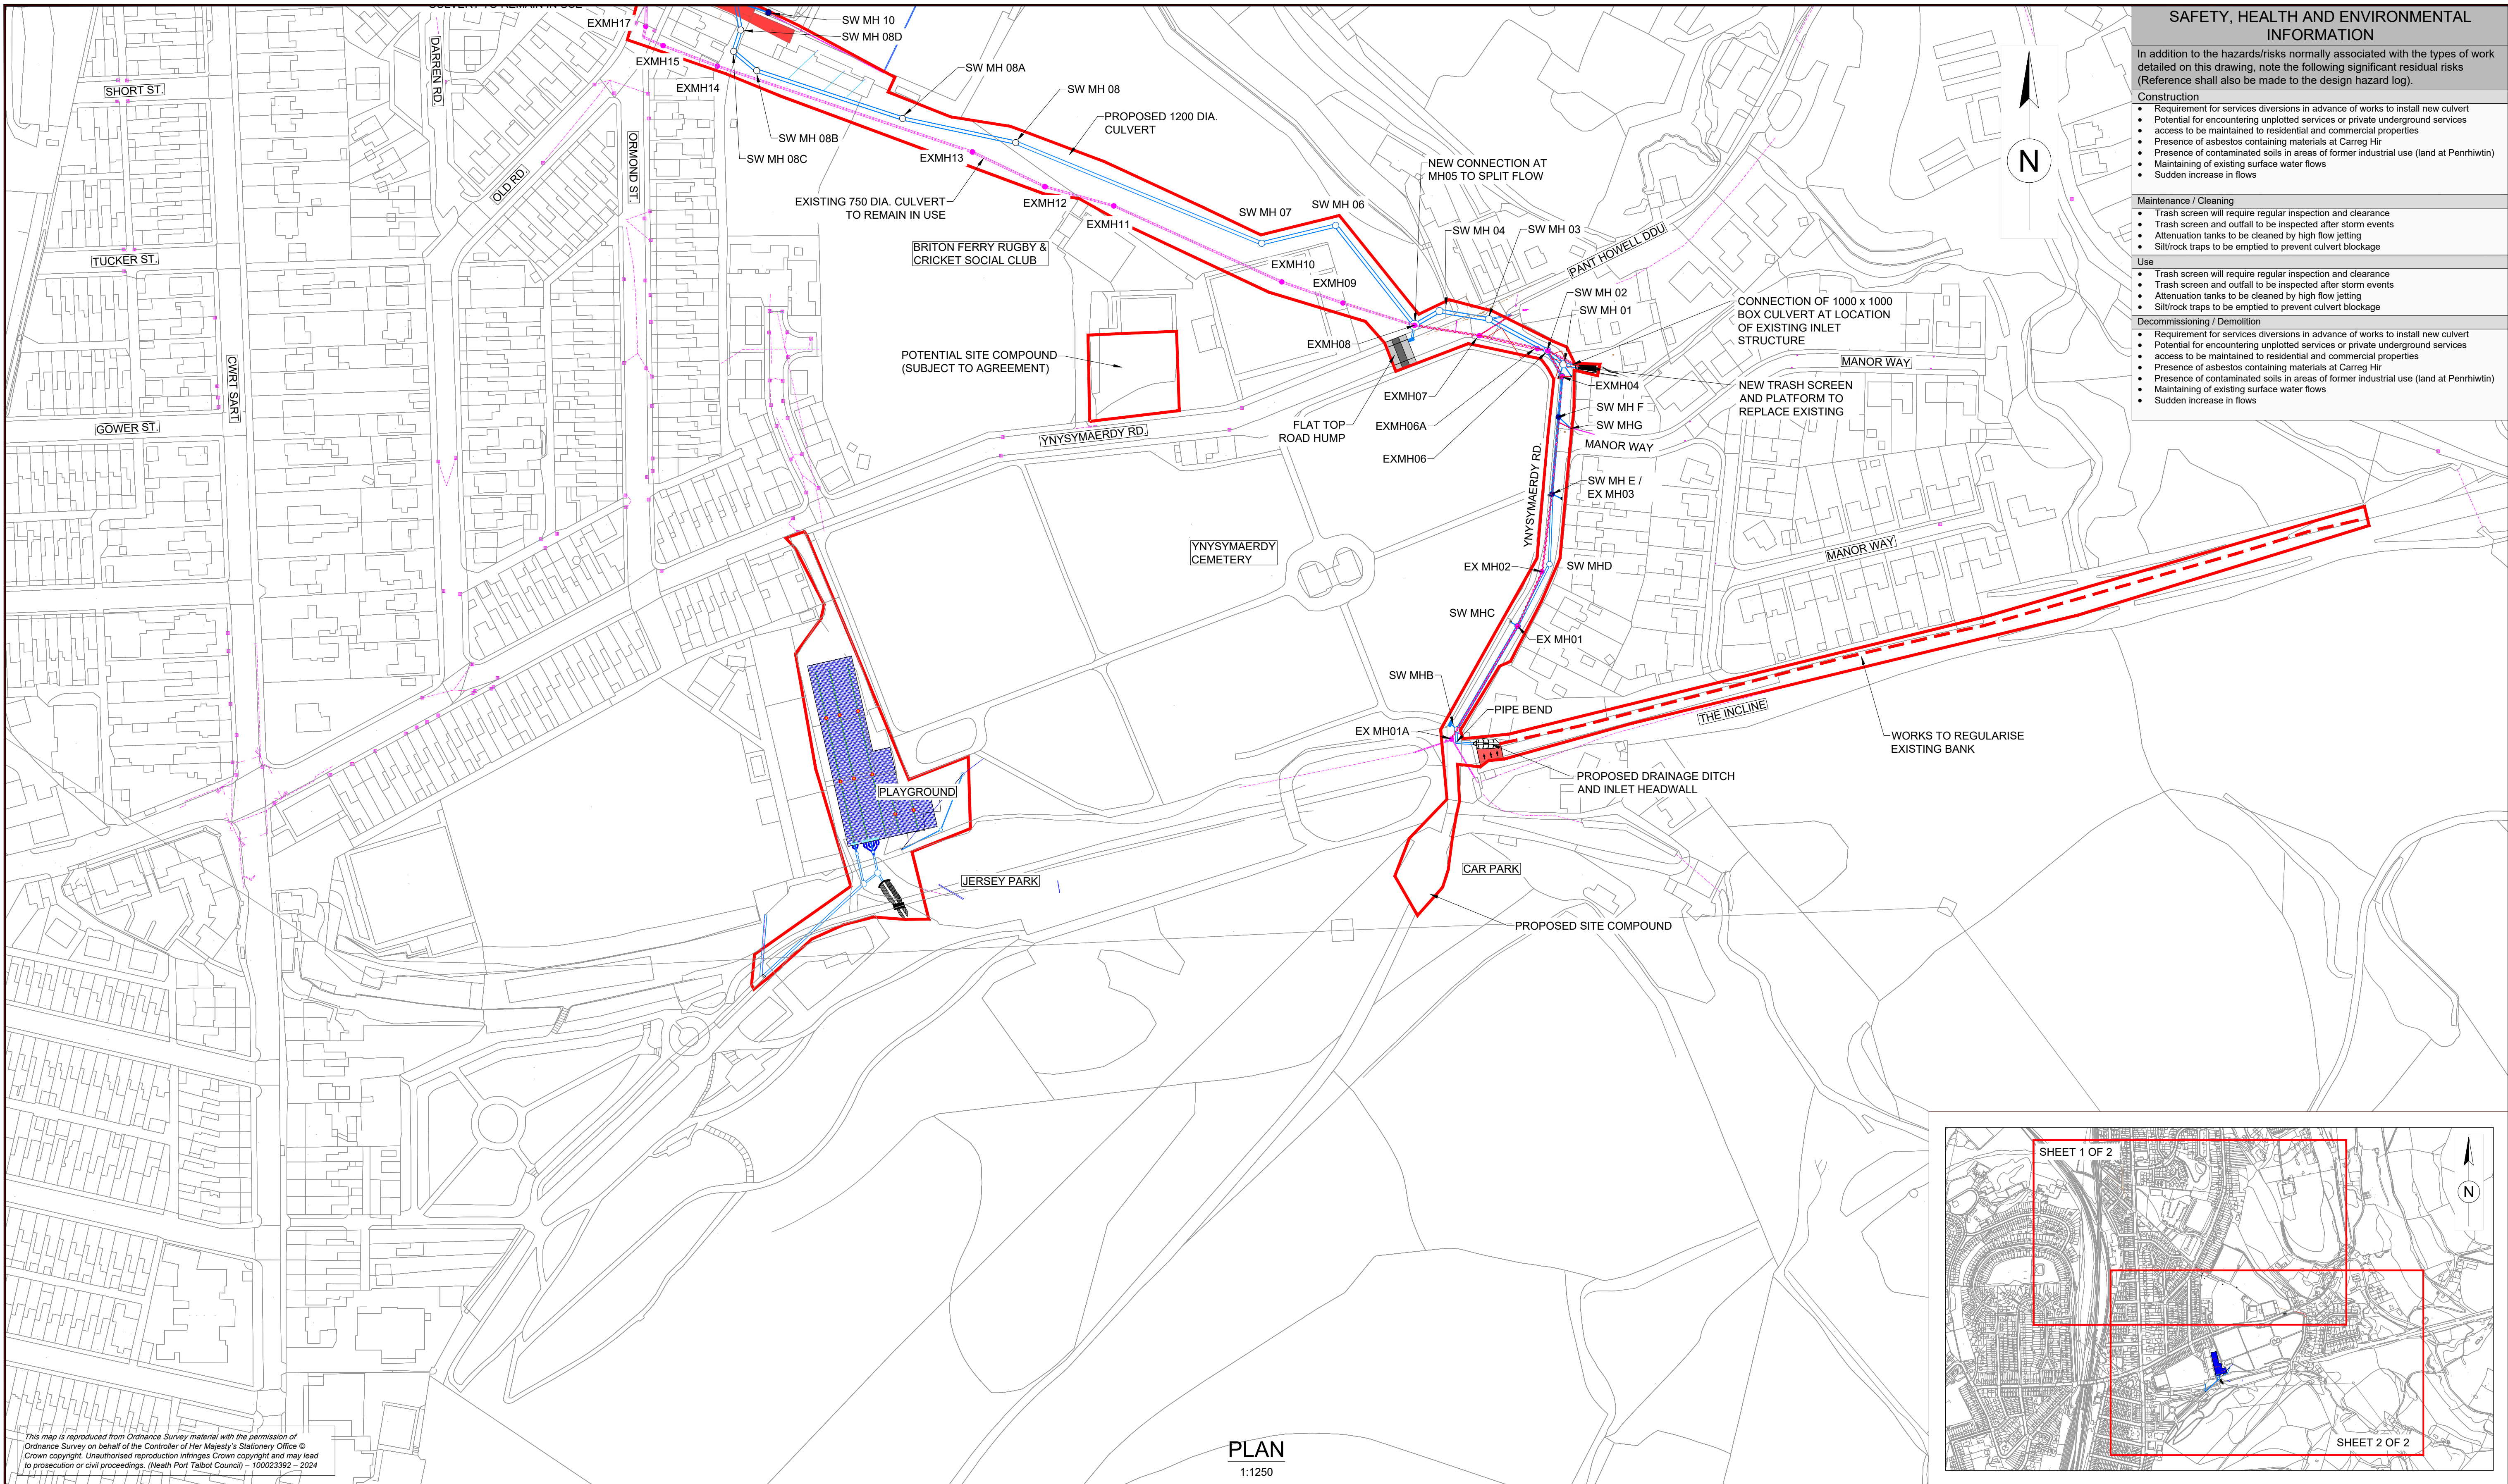 CULVERT TO REMAIN IN USE
EXMH17
SW MH 10
SW MH 08D
EXMH15
EXMH14
SW MH 08A
SW MH 08
PROPOSED 1200 DIA.
CULVERT
SW MH 08B
SW MH 08C
EXMH13
EXISTING 750 DIA. CULVERT
TO REMAIN IN USE
EXMH12
EXMH11
SHORT ST.
DARREN RD.
OLD RD.
ORMOND ST.
TUCKER ST.
CWRT SART
GOWER ST.
BRITON FERRY RUGBY &
CRICKET SOCIAL CLUB
SW MH 07
SW MH 06
NEW CONNECTION AT
MH05 TO SPLIT FLOW
SW MH 04
SW MH 03
PANT HOWELL DDU
EXMH10
EXMH09
SW MH 02
SW MH 01
CONNECTION OF 1000 x 1000
BOX CULVERT AT LOCATION
OF EXISTING INLET
STRUCTURE
EXMH08
POTENTIAL SITE COMPOUND
(SUBJECT TO AGREEMENT)
MANOR WAY
EXMH04
NEW TRASH SCREEN
AND PLATFORM TO
REPLACE EXISTING
EXMH07
SW MH F
EXMH06A
SW MHG
FLAT TOP
ROAD HUMP
YNYSYMAERDY RD.
MANOR WAY
EXMH06
YNYSYMAERDY RD.
SW MH E /
EX MH03
MANOR WAY
YNYSYMAERDY
CEMETERY
EX MH02
SW MHD
SW MHC
EX MH01
SW MHB
PIPE BEND
EX MH01A
THE INCLINE
WORKS TO REGULARISE
EXISTING BANK
PROPOSED DRAINAGE DITCH
AND INLET HEADWALL
PLAYGROUND
JERSEY PARK
CAR PARK
PROPOSED SITE COMPOUND
N
SAFETY, HEALTH AND ENVIRONMENTAL
INFORMATION
In addition to the hazards/risks normally associated with the types of work
detailed on this drawing, note the following significant residual risks
(Reference shall also be made to the design hazard log).
Construction
• Requirement for services diversions in advance of works to install new culvert
• Potential for encountering unplotted services or private underground services
• access to be maintained to residential and commercial properties
• Presence of asbestos containing materials at Carreg Hir
• Presence of contaminated soils in areas of former industrial use (land at Penrhiwtin)
• Maintaining of existing surface water flows
• Sudden increase in flows
Maintenance / Cleaning
• Trash screen will require regular inspection and clearance
• Trash screen and outfall to be inspected after storm events
• Attenuation tanks to be cleaned by high flow jetting
• Silt/rock traps to be emptied to prevent culvert blockage
Use
• Trash screen will require regular inspection and clearance
• Trash screen and outfall to be inspected after storm events
• Attenuation tanks to be cleaned by high flow jetting
• Silt/rock traps to be emptied to prevent culvert blockage
Decommissioning / Demolition
• Requirement for services diversions in advance of works to install new culvert
• Potential for encountering unplotted services or private underground services
• access to be maintained to residential and commercial properties
• Presence of asbestos containing materials at Carreg Hir
• Presence of contaminated soils in areas of former industrial use (land at Penrhiwtin)
• Maintaining of existing surface water flows
• Sudden increase in flows
SHEET 1 OF 2
N
SHEET 2 OF 2
This map is reproduced from Ordnance Survey material with the permission of
Ordnance Survey on behalf of the Controller of Her Majesty's Stationery Office ©
Crown copyright. Unauthorised reproduction infringes Crown copyright and may lead
to prosecution or civil proceedings. (Neath Port Talbot Council) – 100023392 – 2024
PLAN
1:1250